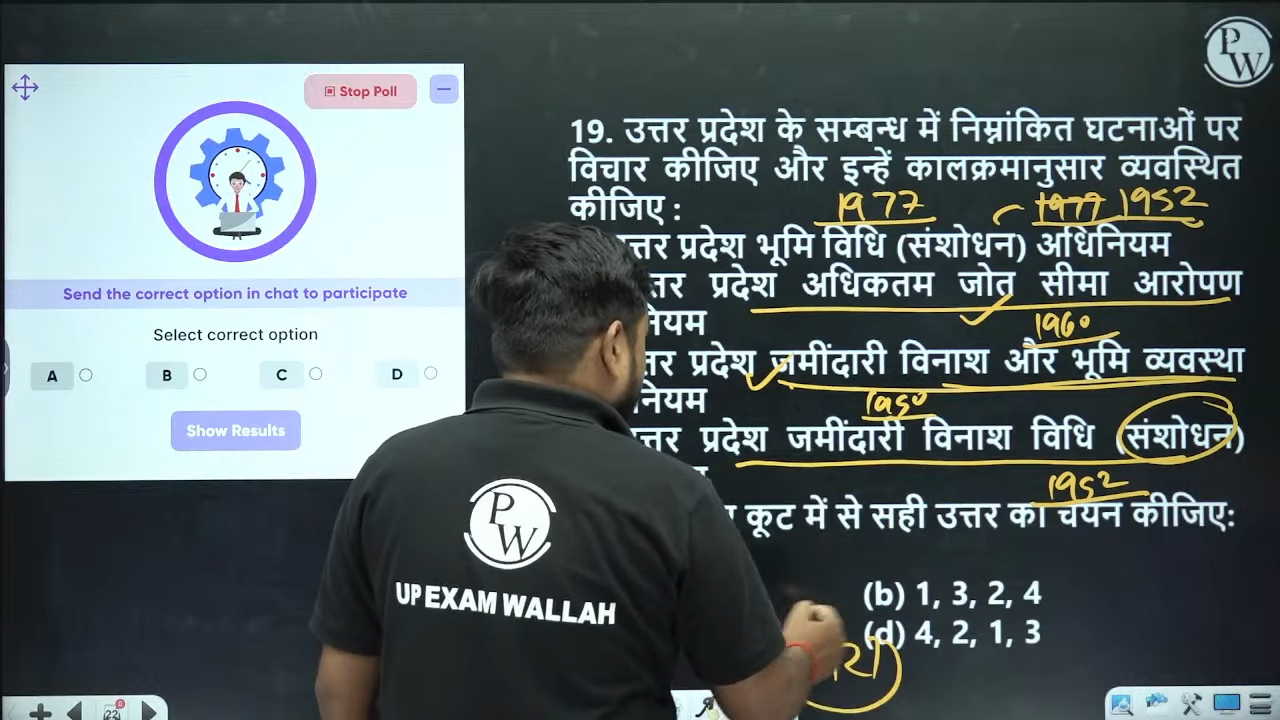 PW
Stop Poll
Send the correct option in chat to participate
Select correct option
A
B
C
D
Show Results
19. उत्तर प्रदेश के सम्बन्ध में निम्नांकित घटनाओं पर
विचार कीजिए और इन्हें कालक्रमानुसार व्यवस्थित
कीजिए :
1977 1977 1952
प्रदेश भूमि विधि (संशोधन) अधिनियम
प्रदेश अधिकतम जोत सीमा आरोपण
1960
प्रदेश जमींदारी विनाश और भूमि व्यवस्था
1950
प्रदेश जमींदारी विनाश विधि (संशोधन)
1952
कूट में से सही उत्तर का चयन कीजिए:
(b) 1, 3, 2, 4
(d) 4, 2, 1, 3
PW
UP EXAM WALLAH
22